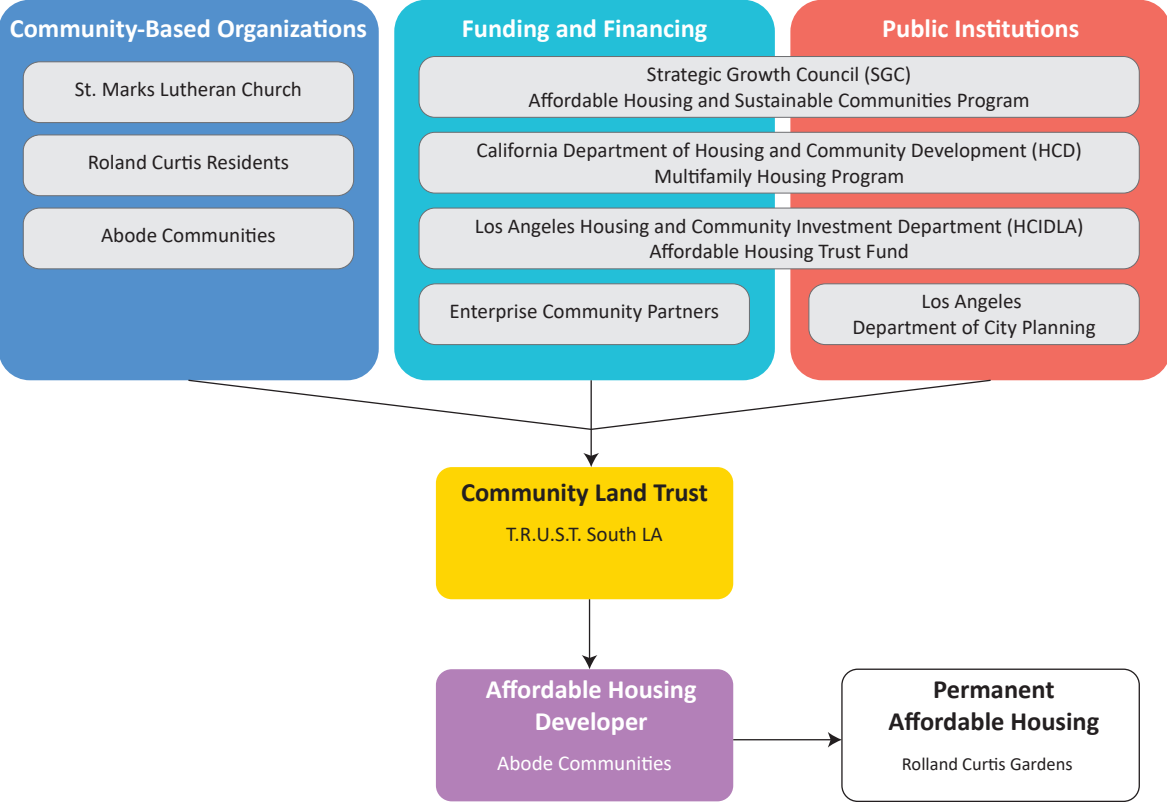 Community-Based Organizations
St. Marks Lutheran Church
Roland Curtis Residents
Abode Communities
Funding and Financing
Public Institutions
Strategic Growth Council (SGC)
Affordable Housing and Sustainable Communities Program
California Department of Housing and Community Development (HCD)
Multifamily Housing Program
Los Angeles Housing and Community Investment Department (HCIDLA)
Affordable Housing Trust Fund
Enterprise Community Partners
Los Angeles
Department of City Planning
Community Land Trust
T.R.U.S.T. South LA
Affordable Housing
Developer
Abode Communities
Permanent
Affordable Housing
Rolland Curtis Gardens